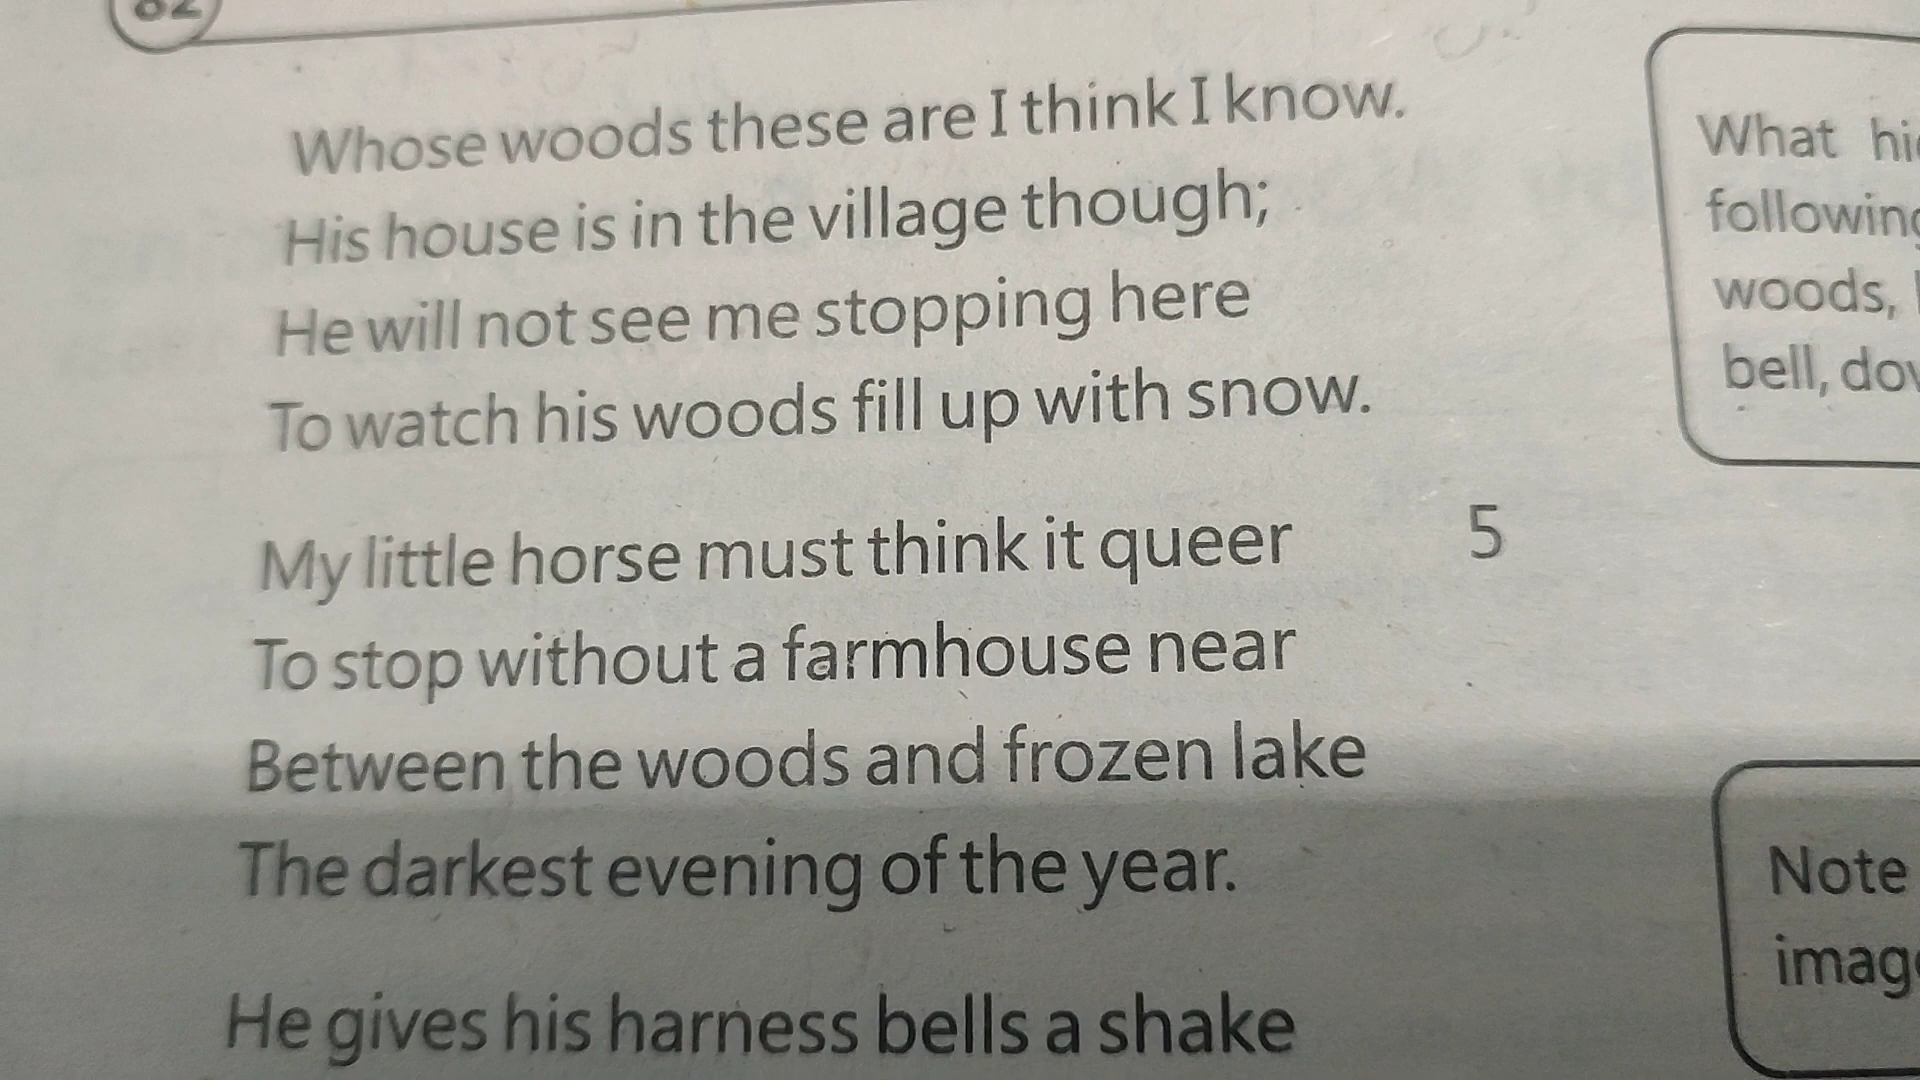 82
Whose woods these are I think I know.
His house is in the village though;
He will not see me stopping here
To watch his woods fill up with snow.
My little horse must think it queer 5
To stop without a farmhouse near
Between the woods and frozen lake
The darkest evening of the year.
He gives his harness bells a shake
What
following
woods,
bell,
Note